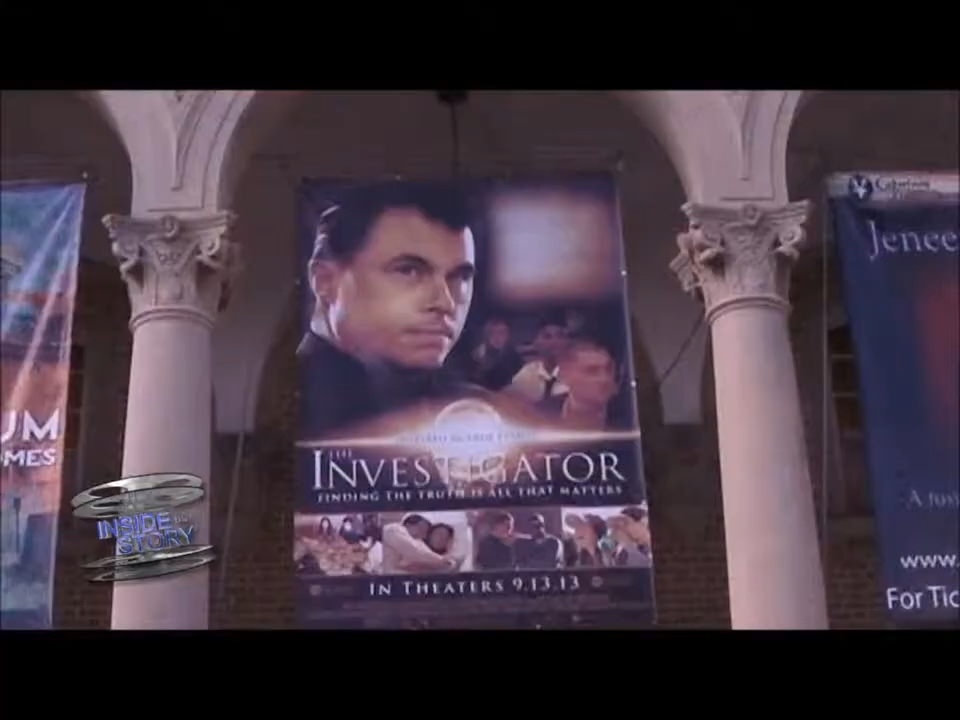 UM
OMES
THE
INVESTIGATOR
FINDING THE TRUTH IS ALL THAT MATTERS
IN THEATERS 9.13.13
INSIDE
STORY
Jenee
www.
For Tic